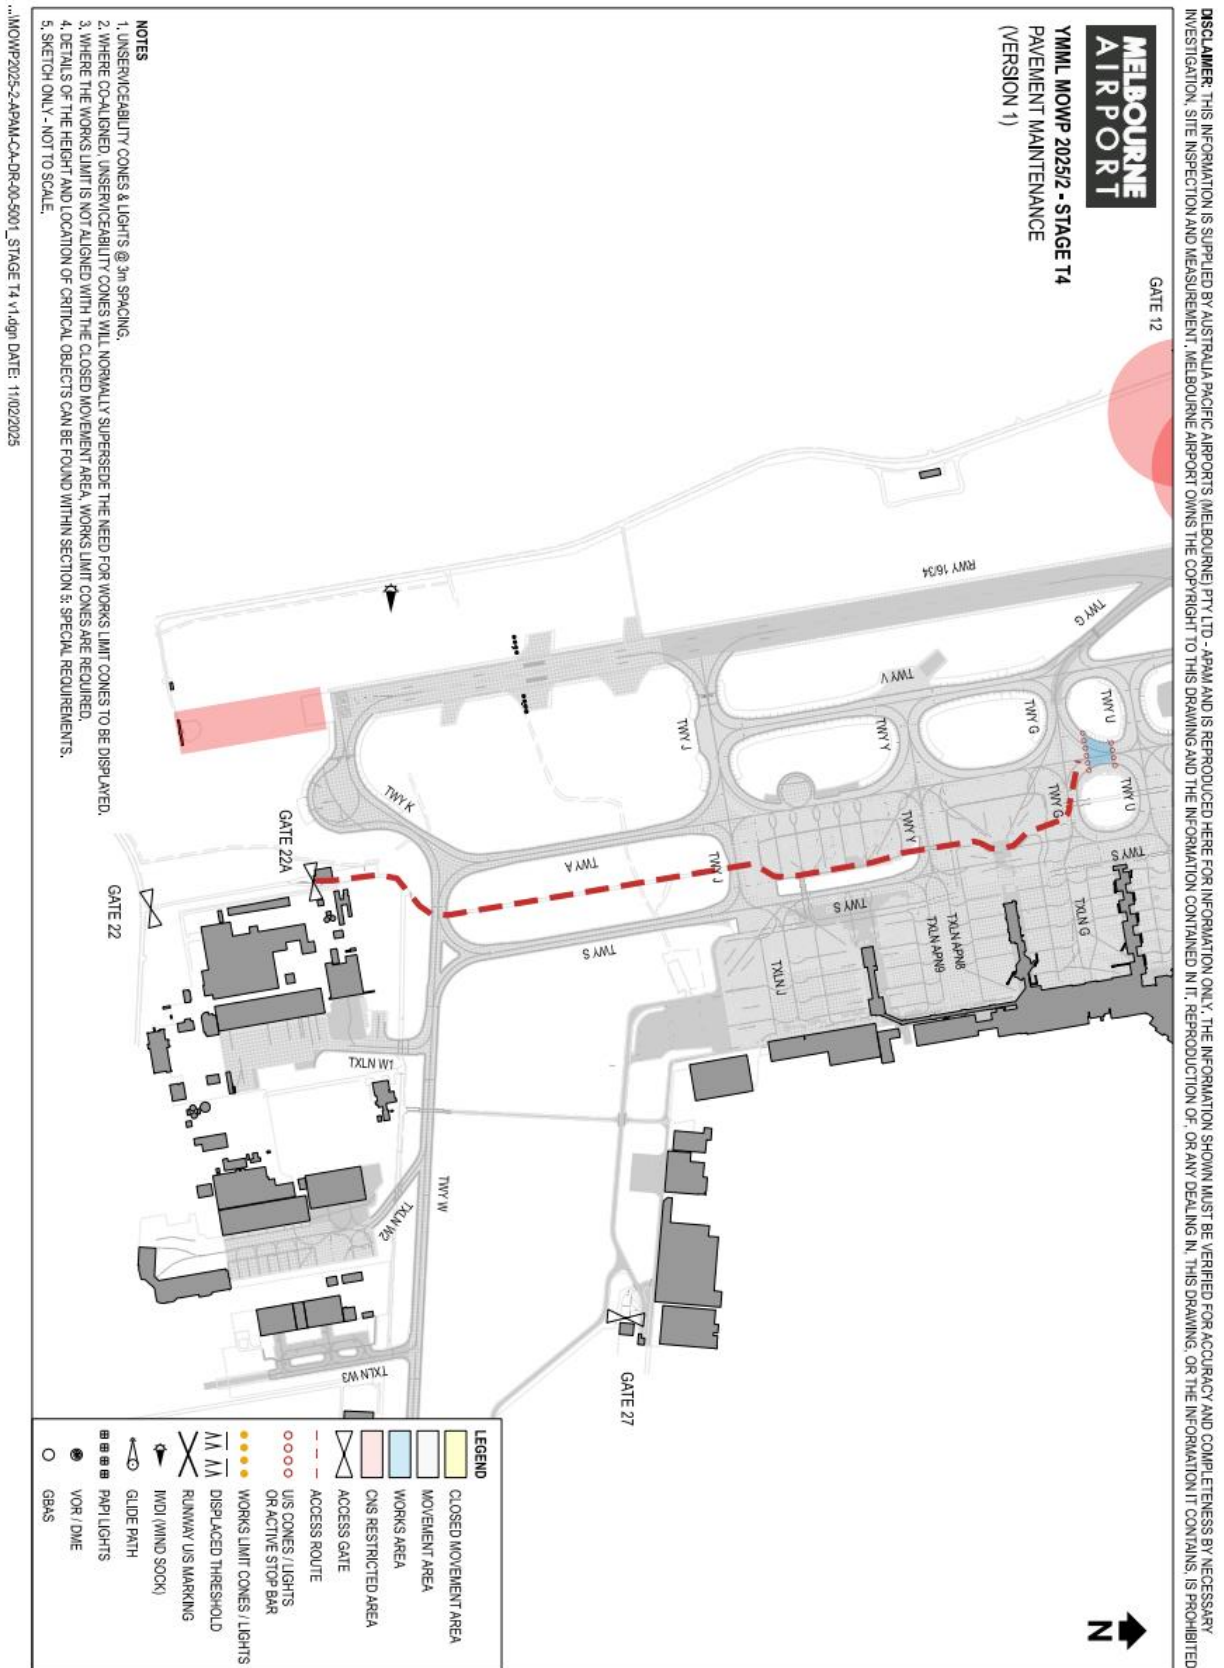 DISCLAIMER: THIS INFORMATION IS SUPPLIED BY AUSTRALIA PACIFIC AIRPORTS (MELBOURNE) PTY LTD - APAM AND IS REPRODUCED HERE FOR INFORMATION ONLY. THE INFORMATION SHOWN MUST BE VERIFIED FOR ACCURACY AND COMPLETENESS BY NECESSARY
INVESTIGATION, SITE INSPECTION AND MEASUREMENT. MELBOURNE AIRPORT OWNS THE COPYRIGHT TO THIS DRAWING AND THE INFORMATION CONTAINED IN IT. REPRODUCTION OF, OR ANY DEALING IN, THIS DRAWING, OR THE INFORMATION IT CONTAINS, IS PROHIBITED
MELBOURNE
AIRPORT
YMML MOWP 2025/2 - STAGE T4
PAVEMENT MAINTENANCE
(VERSION 1)
GATE 12
RWY 16/34
TWY G
TWY V
TWY U
TWY G
TWY Y
TWY J
TWY U
TWY G
TWY S
TWY Y
TWY K
TWY A
TWY J
TWY S
TWY S
TXLN G
TXLN APN8
TXLN APN9
TXLN J
GATE 22A
GATE 22
TXLN W1
TWY W
TXLN W2
TXLN W3
GATE 27
N
NOTES
1. UNSERVICEABILITY CONES & LIGHTS @ 3m SPACING.
2. WHERE CO-ALIGNED, UNSERVICEABILITY CONES WILL NORMALLY SUPERSEDE THE NEED FOR WORKS LIMIT CONES TO BE DISPLAYED.
3. WHERE THE WORKS LIMIT IS NOT ALIGNED WITH THE CLOSED MOVEMENT AREA, WORKS LIMIT CONES ARE REQUIRED.
4. DETAILS OF THE HEIGHT AND LOCATION OF CRITICAL OBJECTS CAN BE FOUND WITHIN SECTION 5: SPECIAL REQUIREMENTS.
5. SKETCH ONLY - NOT TO SCALE.
LEGEND
CLOSED MOVEMENT AREA
MOVEMENT AREA
WORKS AREA
CNS RESTRICTED AREA
ACCESS GATE
ACCESS ROUTE
U/S CONES / LIGHTS
OR ACTIVE STOP BAR
WORKS LIMIT CONES / LIGHTS
DISPLACED THRESHOLD
RUNWAY U/S MARKING
IWDI (WIND SOCK)
GLIDE PATH
PAPI LIGHTS
VOR / DME
GBAS
...\MOWP2025-2-APAM-CA-DR-00-5001_STAGE T4 v1.dgn DATE: 11/02/2025